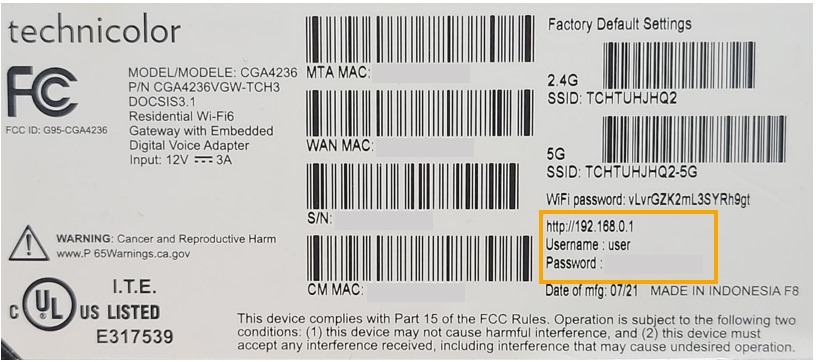 technicolor
FCC ID: G95-CGA4236
MODEL/MODELE: CGA4236
P/N CGA4236VGW-TCH3
DOCSIS3.1
Residential Wi-Fi6
Gateway with Embedded
Digital Voice Adapter
Input: 12V ⎓ 3A
WARNING: Cancer and Reproductive Harm
www.P 65Warnings.ca.gov
C UL US LISTED
®
I.T.E.
E317539
MTA MAC:
WAN MAC:
S/N:
CM MAC:
Factory Default Settings
2.4G
SSID: TCHTUHJHQ2
5G
SSID: TCHTUHJHQ2-5G
WiFi password: vLvrGZK2mL3SYRh9gt
http://192.168.0.1
Username : user
Password :
Date of mfg: 07/21 MADE IN INDONESIA F8
This device complies with Part 15 of the FCC Rules. Operation is subject to the following two
conditions: (1) this device may not cause harmful interference, and (2) this device must
accept any interference received, including interference that may cause undesired operation.